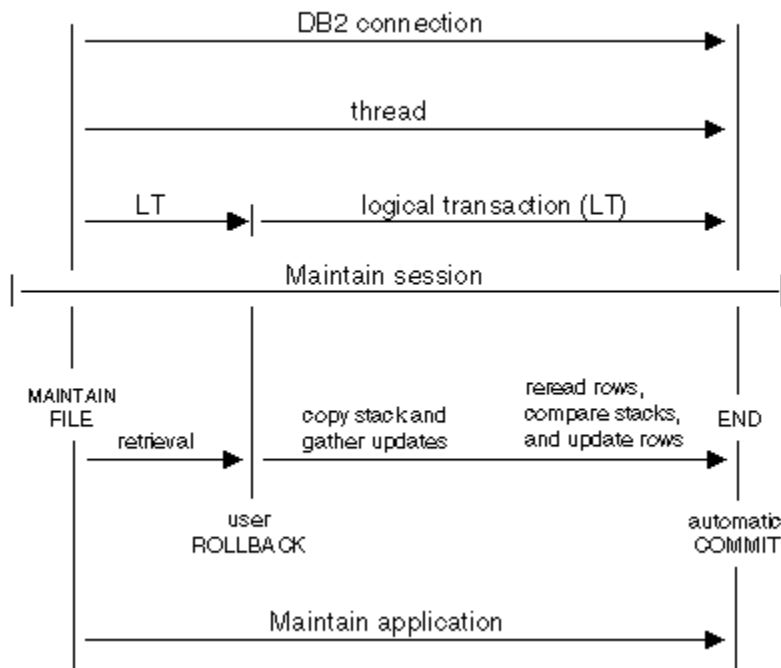 DB2 connection
thread
LT
logical transaction (LT)
Maintain session
MAINTAIN
FILE
retrieval
copy stack and
gather updates
reread rows,
compare stacks,
and update rows
END
user
ROLLBACK
automatic
COMMIT
Maintain application